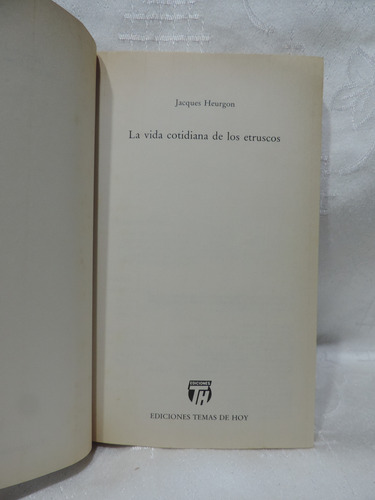 Jacques Heurgon
La vida cotidiana de los etruscos
EDICIONES
TH
EDICIONES TEMAS DE HOY